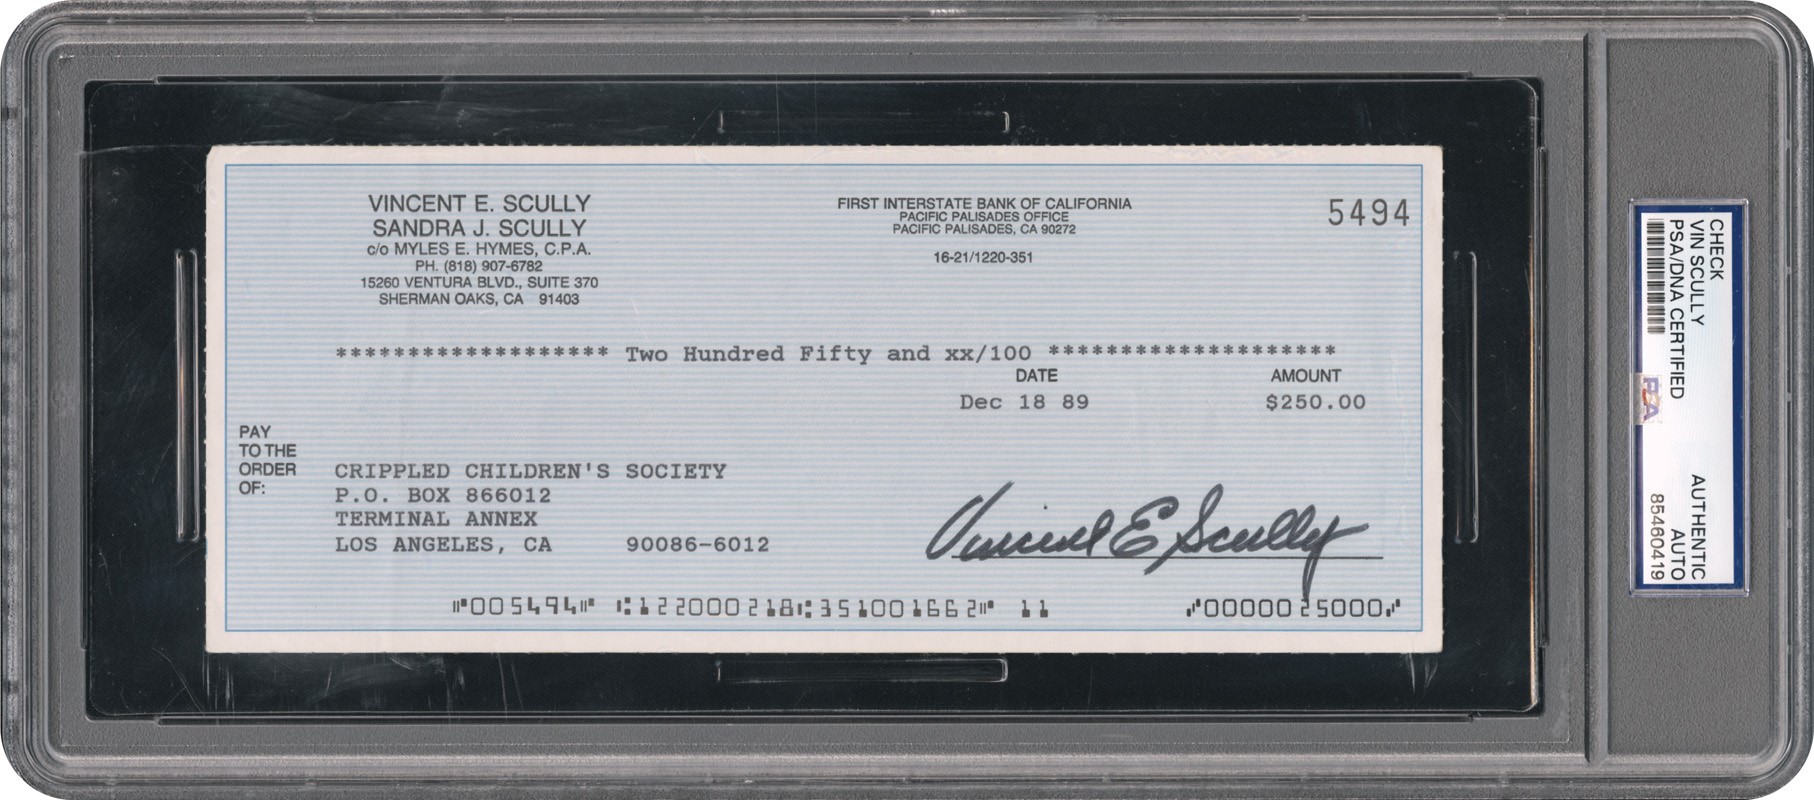 VINCENT E. SCULLY
SANDRA J. SCULLY
c/o MYLES E. HYMES, C.P.A.
PH. (818) 907-6782
15260 VENTURA BLVD., SUITE 370
SHERMAN OAKS, CA 91403
FIRST INTERSTATE BANK OF CALIFORNIA
PACIFIC PALISADES OFFICE
PACIFIC PALISADES, CA 90272
16-21/1220-351
5494
******************* Two Hundred Fifty and xx/100 ********************
DATE
Dec 18 89
AMOUNT
$250.00
PAY
TO THE
ORDER
OF:
CRIPPLED CHILDREN'S SOCIETY
P.O. BOX 866012
TERMINAL ANNEX
LOS ANGELES, CA 90086-6012
Vincent E Scully
⑈005494⑈ ⑆122000218⑆351001662⑈ 11 ⑇0000025000⑇
CHECK
VIN SCULLY
PSA/DNA CERTIFIED
PSA
AUTHENTIC
AUTO
85460419